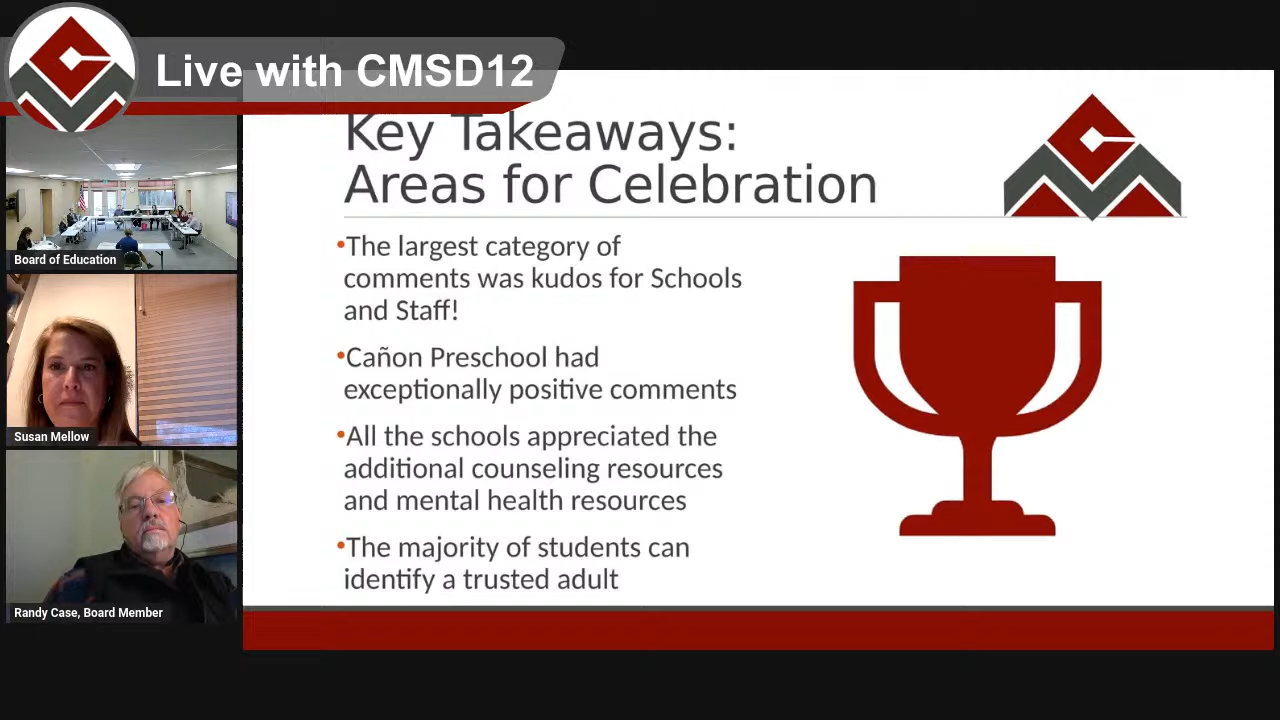 Live with CMSD12
Board of Education
Susan Mellow
Randy Case, Board Member
Key Takeaways:
Areas for Celebration
•The largest category of
comments was kudos for Schools
and Staff!
•Cañon Preschool had
exceptionally positive comments
•All the schools appreciated the
additional counseling resources
and mental health resources
•The majority of students can
identify a trusted adult